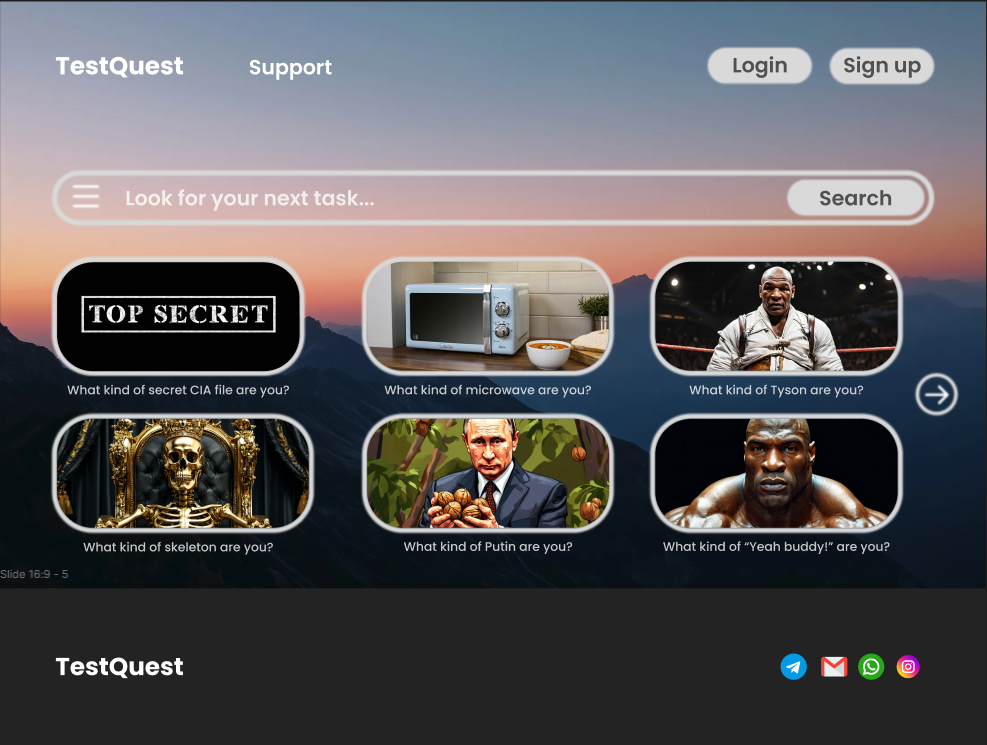 TestQuest
Support
Login
Sign up
Look for your next task...
Search
TOP SECRET
What kind of secret CIA file are you?
What kind of microwave are you?
What kind of Tyson are you?
What kind of skeleton are you?
What kind of Putin are you?
What kind of “Yeah buddy!” are you?
Slide 16:9 - 5
TestQuest